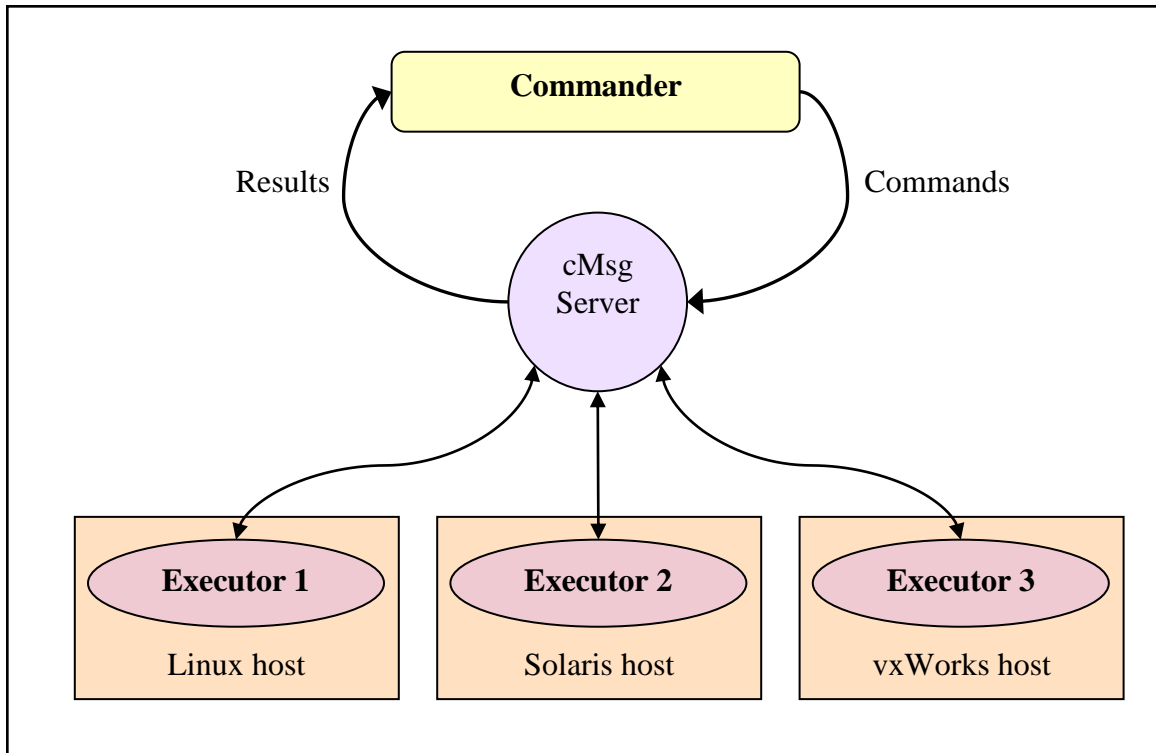 Commander
Results
Commands
cMsg
Server
Executor 1
Executor 2
Executor 3
Linux host
Solaris host
vxWorks host